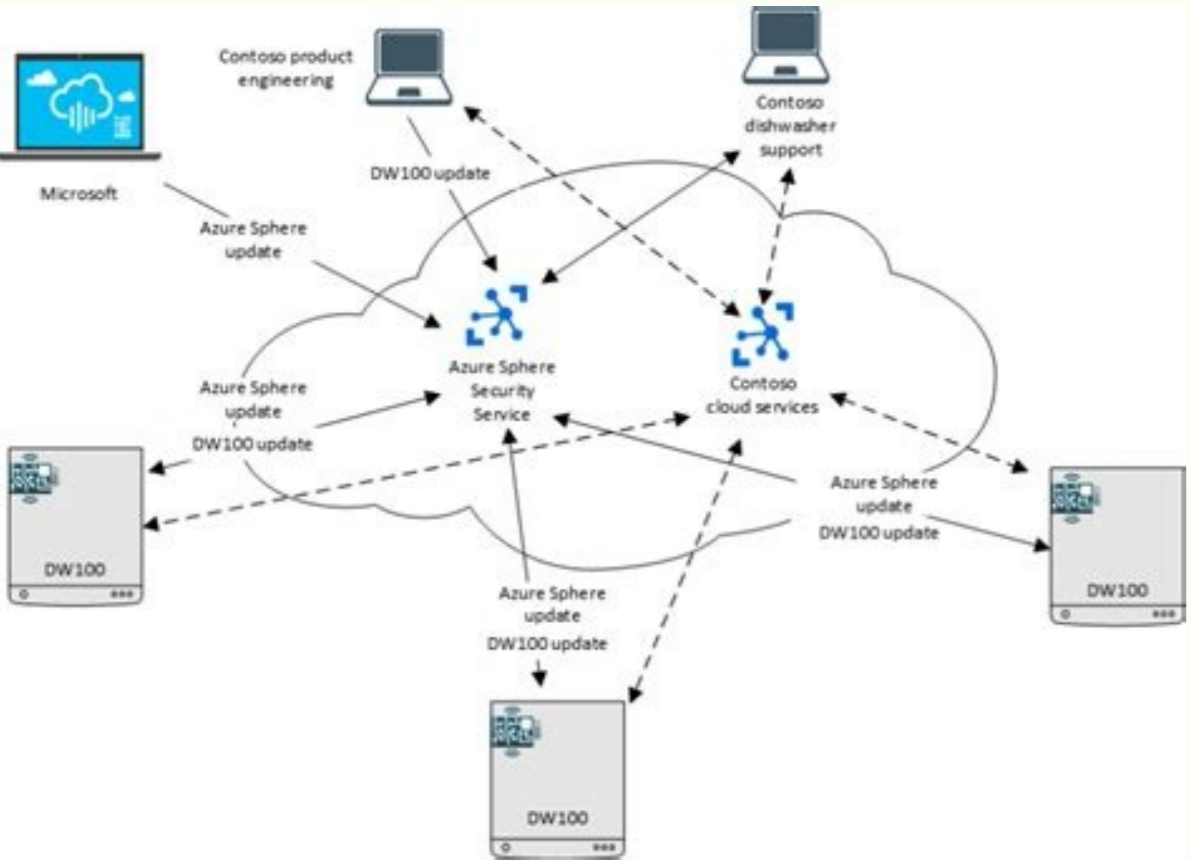 Contoso product
engineering
Contoso
dishwasher
support
Microsoft
DW100 update
Azure Sphere
update
Azure Sphere
Security
Service
Contoso
cloud services
Azure Sphere
update
DW100 update
DW100
Azure Sphere
update
DW100 update
DW100
Azure Sphere
update
DW100 update
DW100